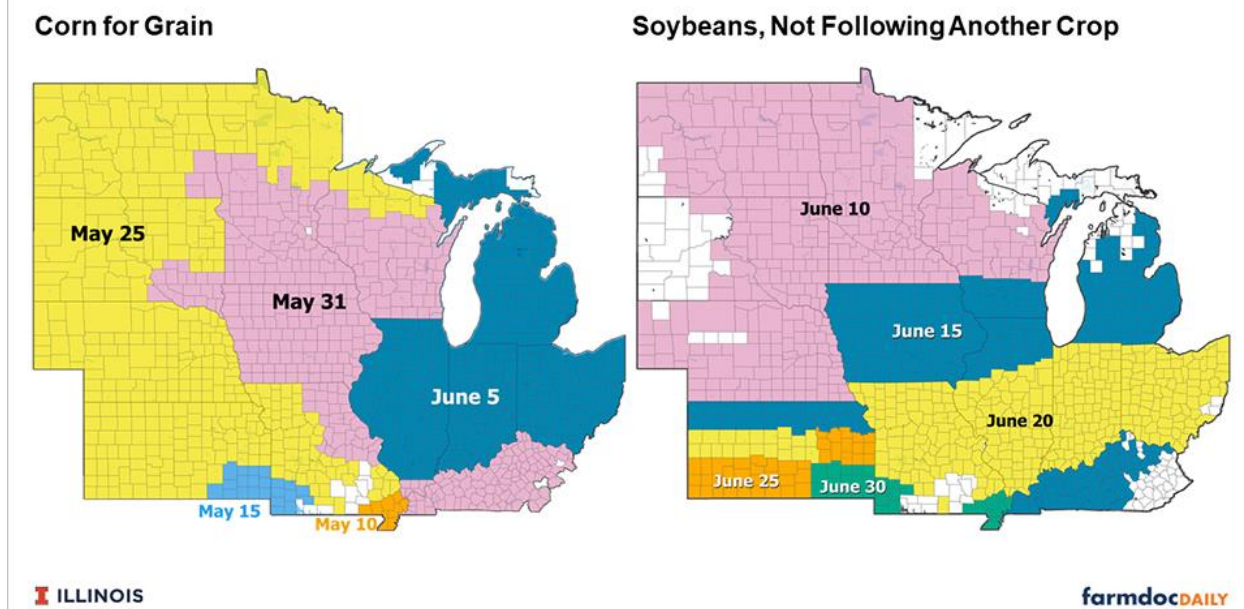 Corn for Grain
Soybeans, Not Following Another Crop
May 25
May 31
June 5
May 15
May 10
June 10
June 15
June 20
June 25
June 30
I ILLINOIS
farmdocDAILY